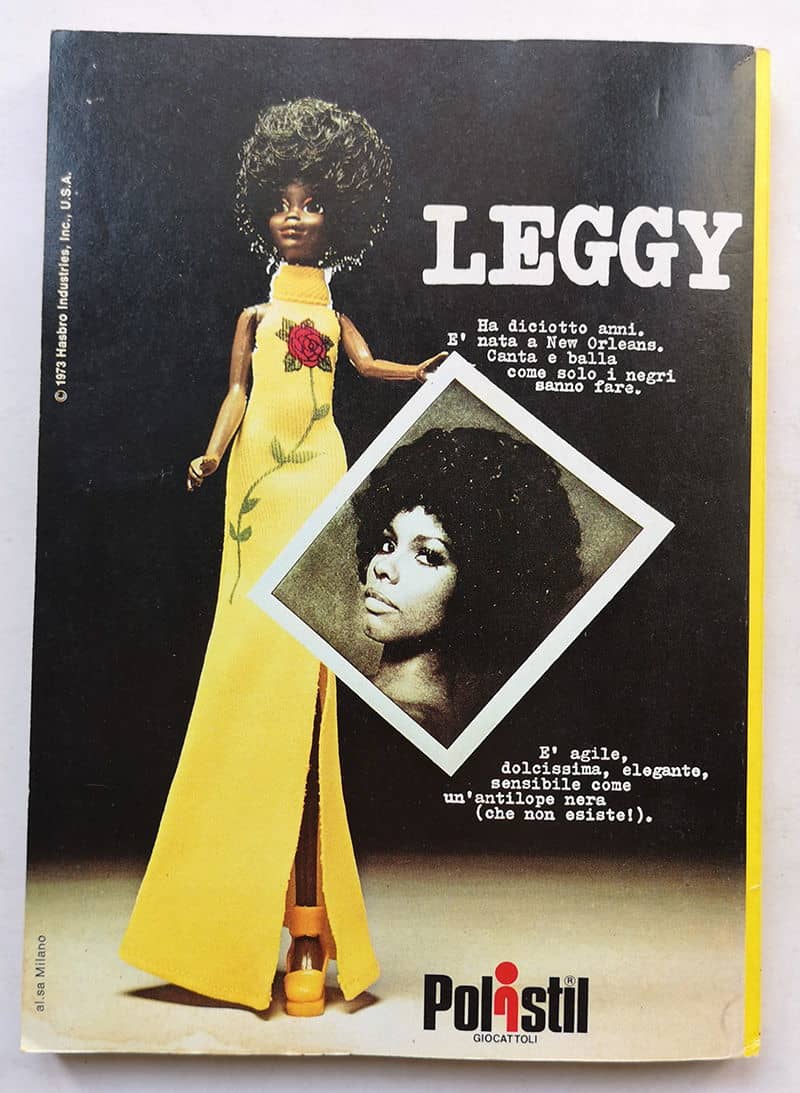 © 1973 Hasbro Industries, Inc., U.S.A.
LEGGY
Ha diciotto anni.
E' nata a New Orleans.
Canta e balla
come solo i negri
sanno fare.
E' agile,
dolcissima, elegante,
sensibile come
un'antilope nera
(che non esiste!).
al.sa Milano
Polistil®
GIOCATTOLI